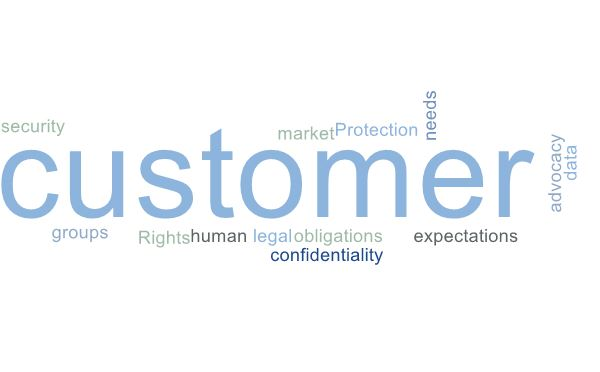 needs
security
market Protection
customer
advocacy
data
groups
Rights human legal obligations expectations
confidentiality